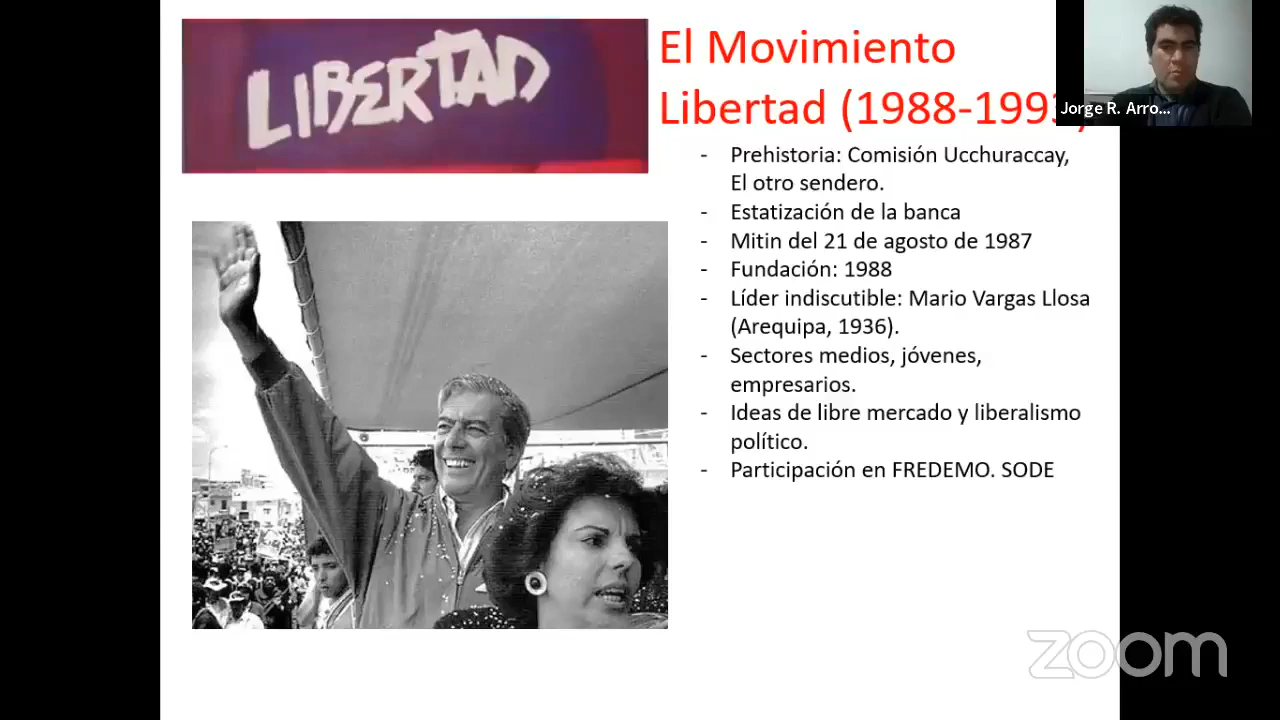 LIBERTAD
El Movimiento
Libertad (1988-1993)
Jorge R. Arro...
- Prehistoria: Comisión Ucchuraccay,
El otro sendero.
- Estatización de la banca
- Mitin del 21 de agosto de 1987
- Fundación: 1988
- Líder indiscutible: Mario Vargas Llosa
(Arequipa, 1936).
- Sectores medios, jóvenes,
empresarios.
- Ideas de libre mercado y liberalismo
político.
- Participación en FREDEMO. SODE
zoom